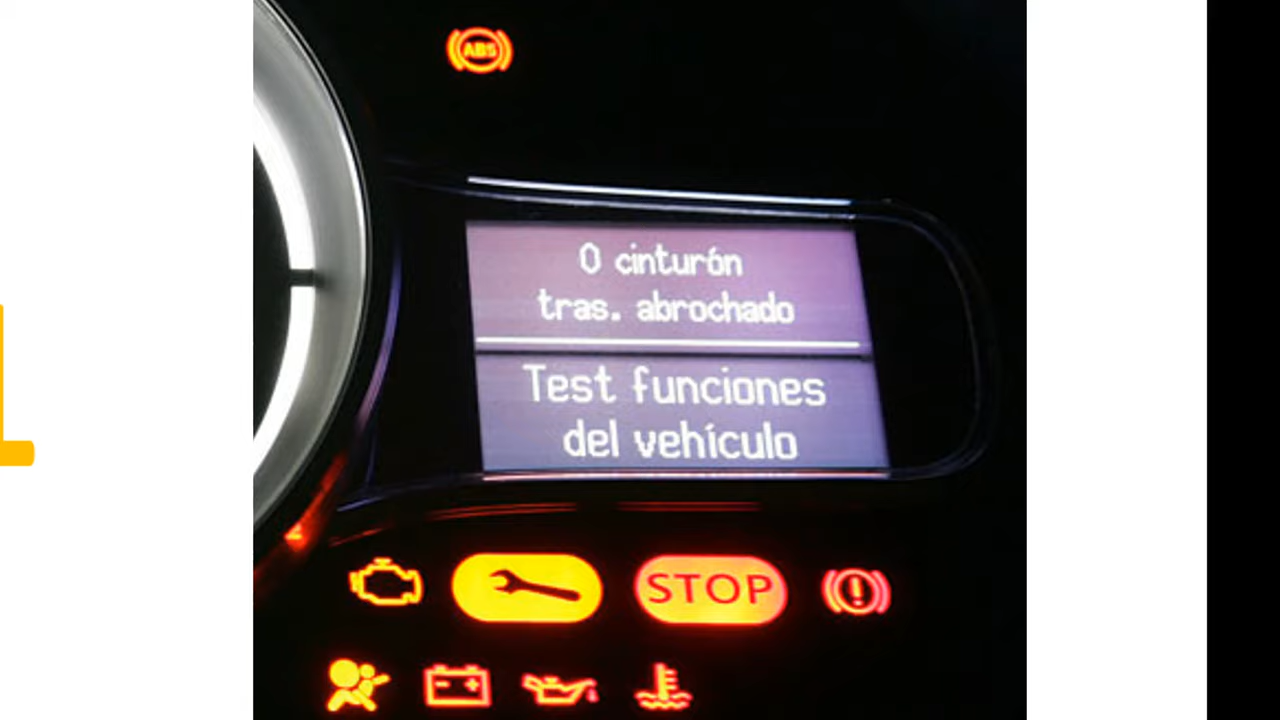 ABS
0 cinturón
tras. abrochado
Test funciones
del vehículo
STOP